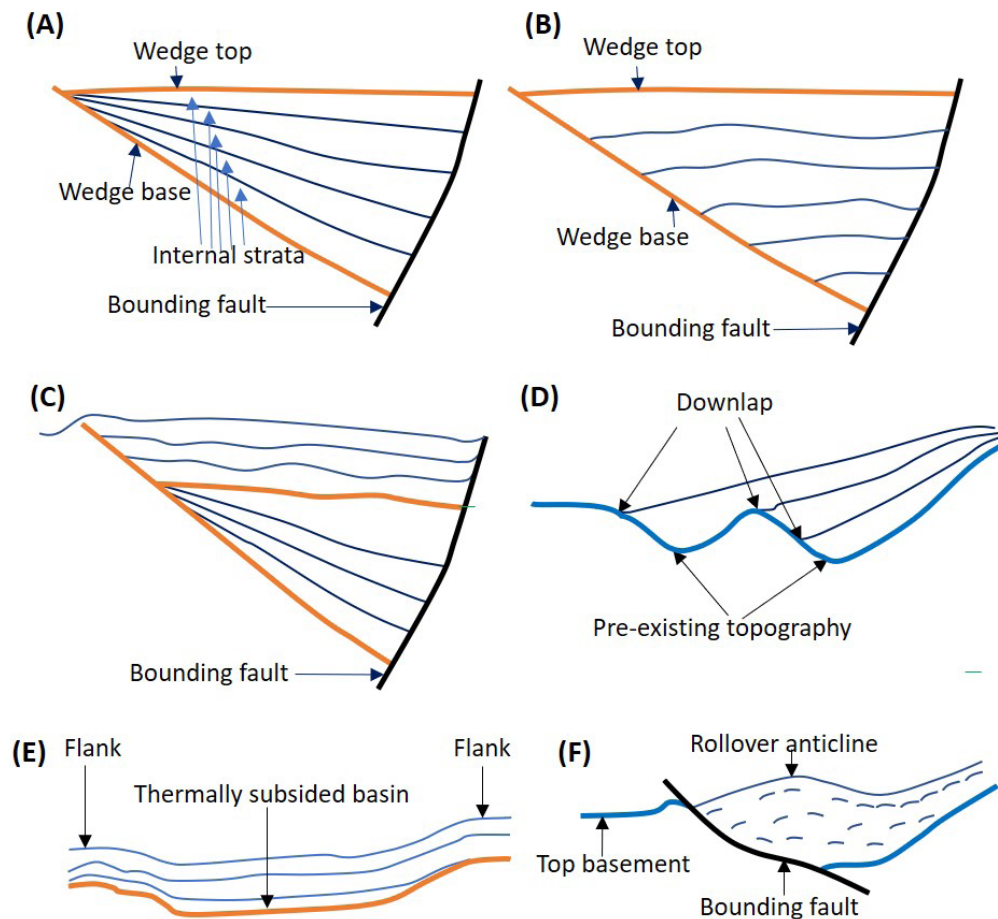 (A)
Wedge top
Wedge base
Internal strata
Bounding fault
(B)
Wedge top
Wedge base
Bounding fault
(C)
Bounding fault
(D)
Downlap
Pre-existing topography
(E)
Flank
Flank
Thermally subsided basin
(F)
Rollover anticline
Top basement
Bounding fault